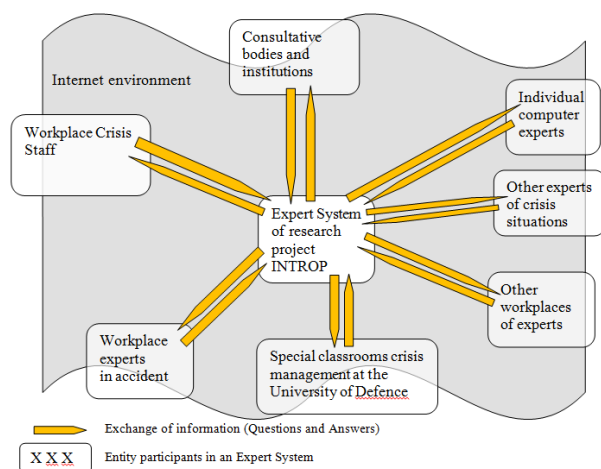 Consultative
bodies and
institutions
Internet environment
Individual
computer
experts
Workplace Crisis
Staff
Other experts
of crisis
situations
Expert System
of research
project
INTROP
Other
workplaces
of experts
Workplace
experts
in accident
Special classrooms crisis
management at the
University of Defence
Exchange of information (Questions and Answers)
X X X
Entity participants in an Expert System